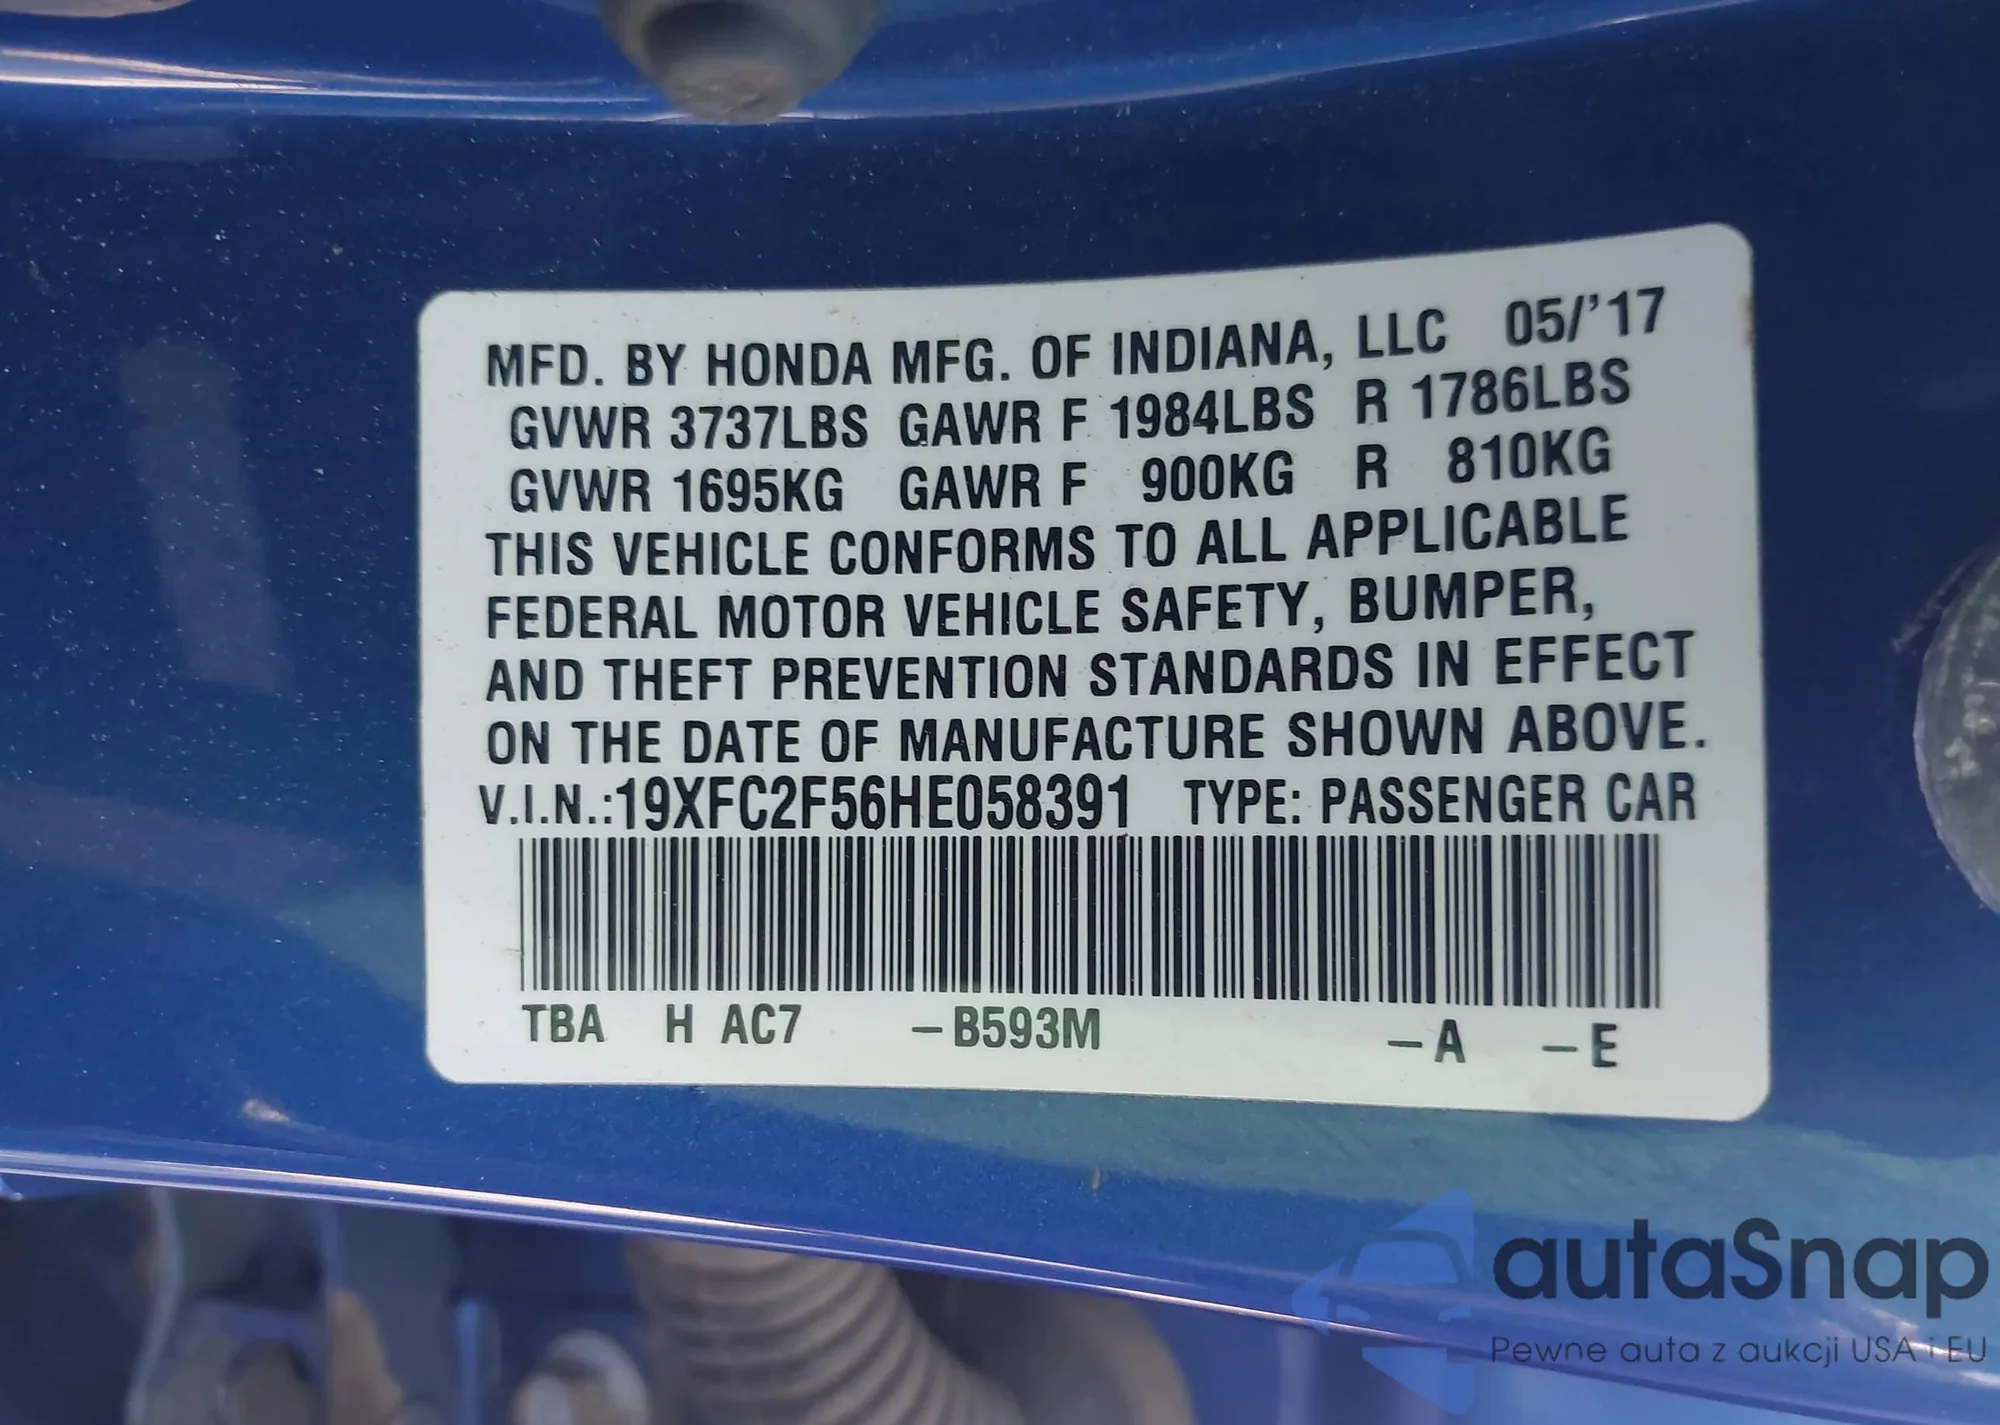 MFD. BY HONDA MFG. OF INDIANA, LLC 05/'17
GVWR 3737LBS GAWR F 1984LBS R 1786LBS
GVWR 1695KG GAWR F 900KG R 810KG
THIS VEHICLE CONFORMS TO ALL APPLICABLE
FEDERAL MOTOR VEHICLE SAFETY, BUMPER,
AND THEFT PREVENTION STANDARDS IN EFFECT
ON THE DATE OF MANUFACTURE SHOWN ABOVE.
V.I.N.:19XFC2F56HE058391 TYPE: PASSENGER CAR
TBA H AC7 –B593M –A –E
autaSnap
Pewne auta z aukcji USA i EU